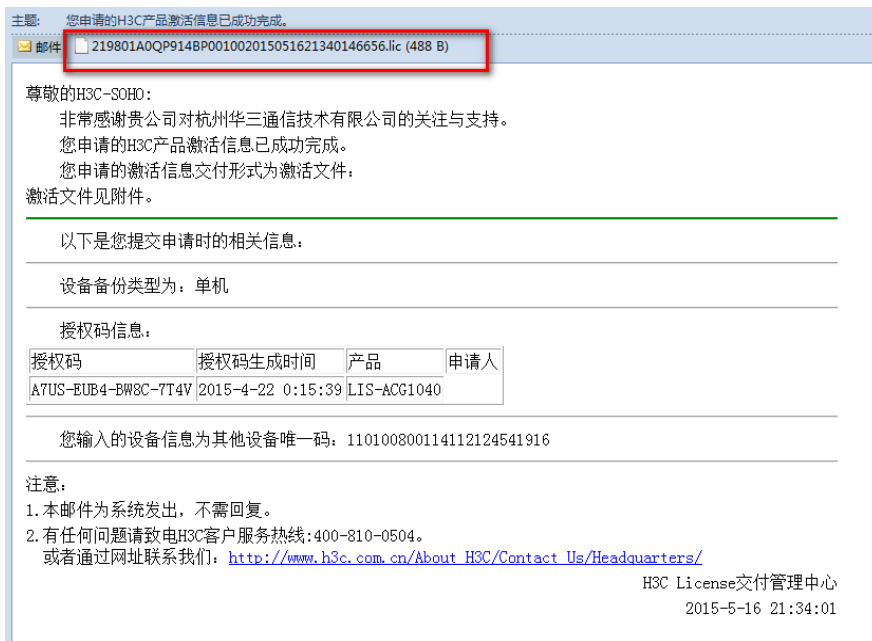 主题: 您申请的H3C产品激活信息已成功完成。
邮件 219801A0QP914BP001002015051621340146656.lic (488 B)
尊敬的H3C-SOHO:
非常感谢贵公司对杭州华三通信技术有限公司的关注与支持。
您申请的H3C产品激活信息已成功完成。
您申请的激活信息交付形式为激活文件:
激活文件见附件。
以下是您提交申请时的相关信息:
设备备份类型为: 单机
授权码信息:
授权码 授权码生成时间 产品 申请人
A7US-EUB4-BW8C-7T4V 2015-4-22 0:15:39 LIS-ACG1040
您输入的设备信息为其他设备唯一码: 110100800114112124541916
注意:
1.本邮件为系统发出, 不需回复。
2.有任何问题请致电H3C客户服务热线:400-810-0504。
或者通过网址联系我们: http://www.h3c.com.cn/About_H3C/Contact_Us/Headquarters/
H3C License交付管理中心
2015-5-16 21:34:01